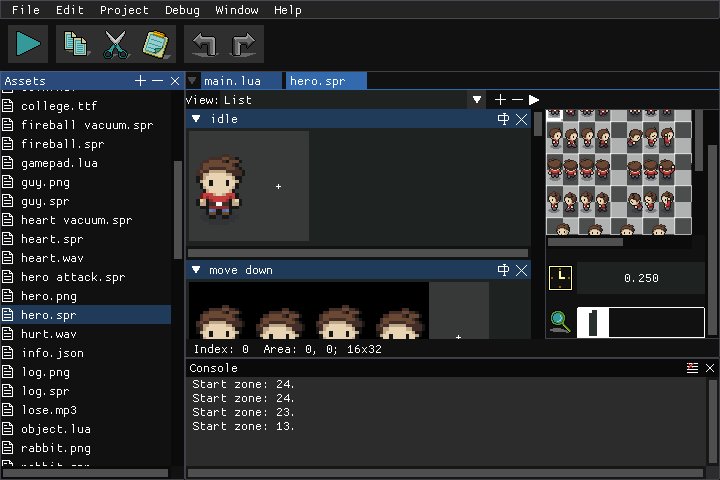 File Edit Project Debug Window Help
Assets
college.ttf
fireball vacuum.spr
fireball.spr
gamepad.lua
guy.png
guy.spr
heart vacuum.spr
heart.spr
heart.wav
hero attack.spr
hero.png
hero.spr
hurt.wav
info.json
log.png
log.spr
lose.mp3
object.lua
rabbit.png
main.lua hero.spr
View: List
idle
move down
Index: 0 Area: 0, 0; 16x32
0.250
Console
Start zone: 24.
Start zone: 24.
Start zone: 23.
Start zone: 13.